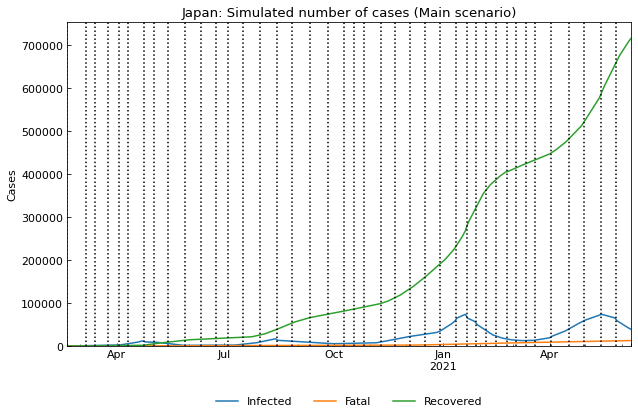 Japan: Simulated number of cases (Main scenario)
700000
600000
500000
400000
300000
200000
100000
0
Cases
Apr Jul Oct Jan Apr
2021
Infected Fatal Recovered